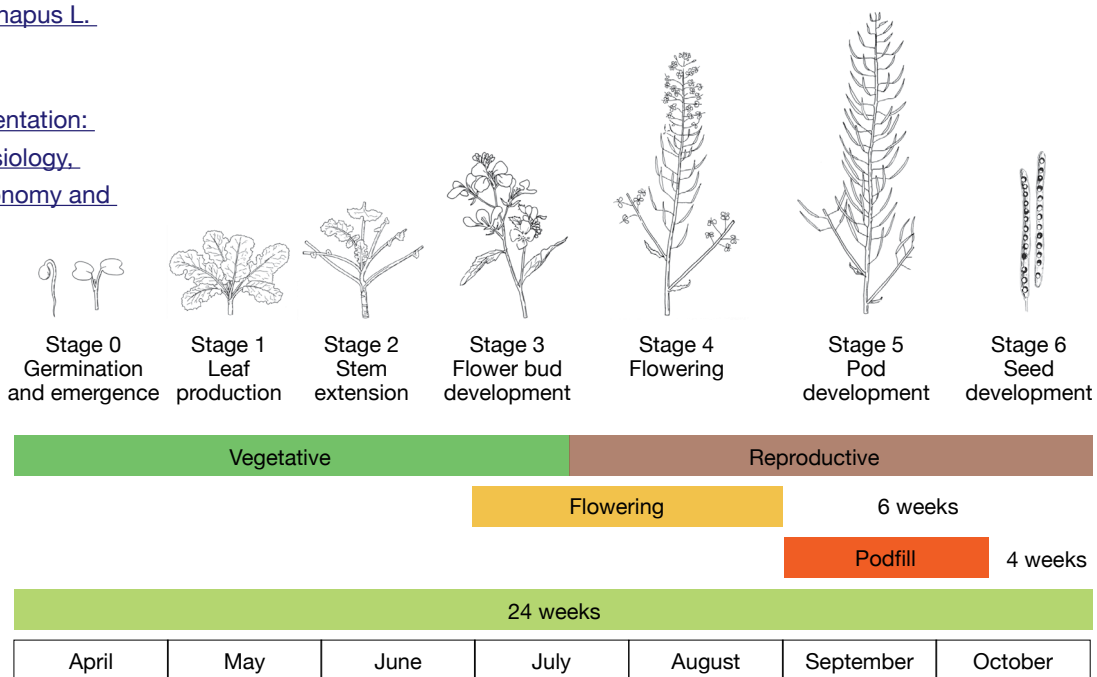 napus L.
entation:
siology,
onomy and
Stage 0
Germination
and emergence
Stage 1
Leaf
production
Stage 2
Stem
extension
Stage 3
Flower bud
development
Stage 4
Flowering
Stage 5
Pod
development
Stage 6
Seed
development
Vegetative
Reproductive
Flowering
6 weeks
Podfill
4 weeks
24 weeks
April
May
June
July
August
September
October